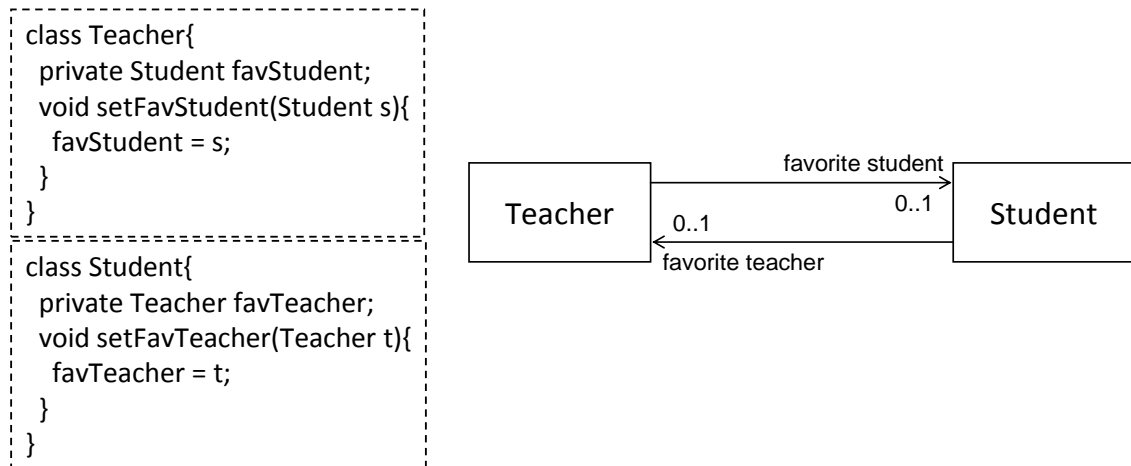 class Teacher{
private Student favStudent;
void setFavStudent(Student s){
favStudent = s;
}
}
class Student{
private Teacher favTeacher;
void setFavTeacher(Teacher t){
favTeacher = t;
}
}
favorite student
Teacher
0..1
0..1
Student
favorite teacher